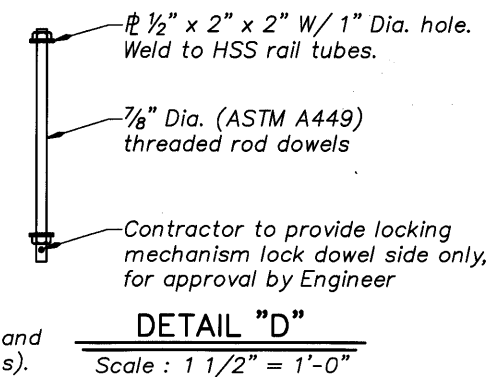 ℄ ½" x 2" x 2" W/ 1" Dia. hole.
Weld to HSS rail tubes.
⅞" Dia. (ASTM A449)
threaded rod dowels
Contractor to provide locking
mechanism lock dowel side only,
for approval by Engineer
and
s).
DETAIL "D"
Scale : 1 1/2" = 1'-0"